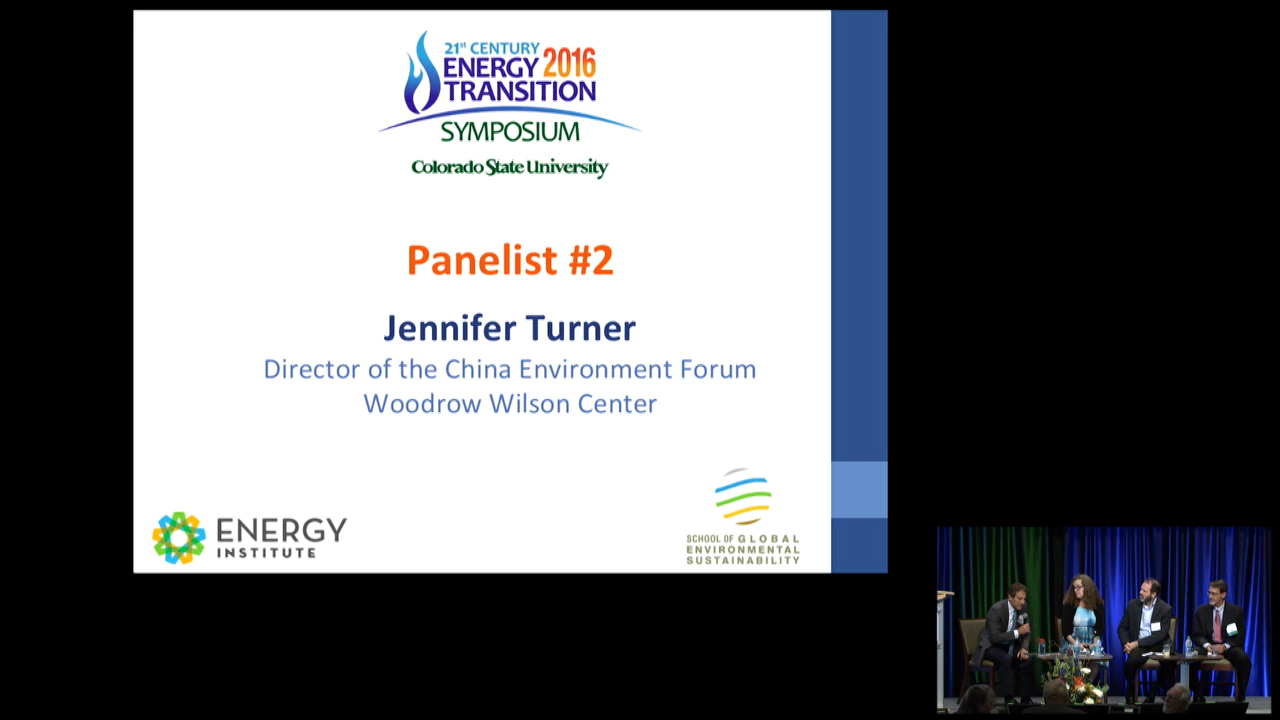 21st CENTURY
ENERGY 2016
TRANSITION
SYMPOSIUM
Colorado State University
Panelist #2
Jennifer Turner
Director of the China Environment Forum
Woodrow Wilson Center
ENERGY
INSTITUTE
SCHOOL OF GLOBAL
ENVIRONMENTAL
SUSTAINABILITY